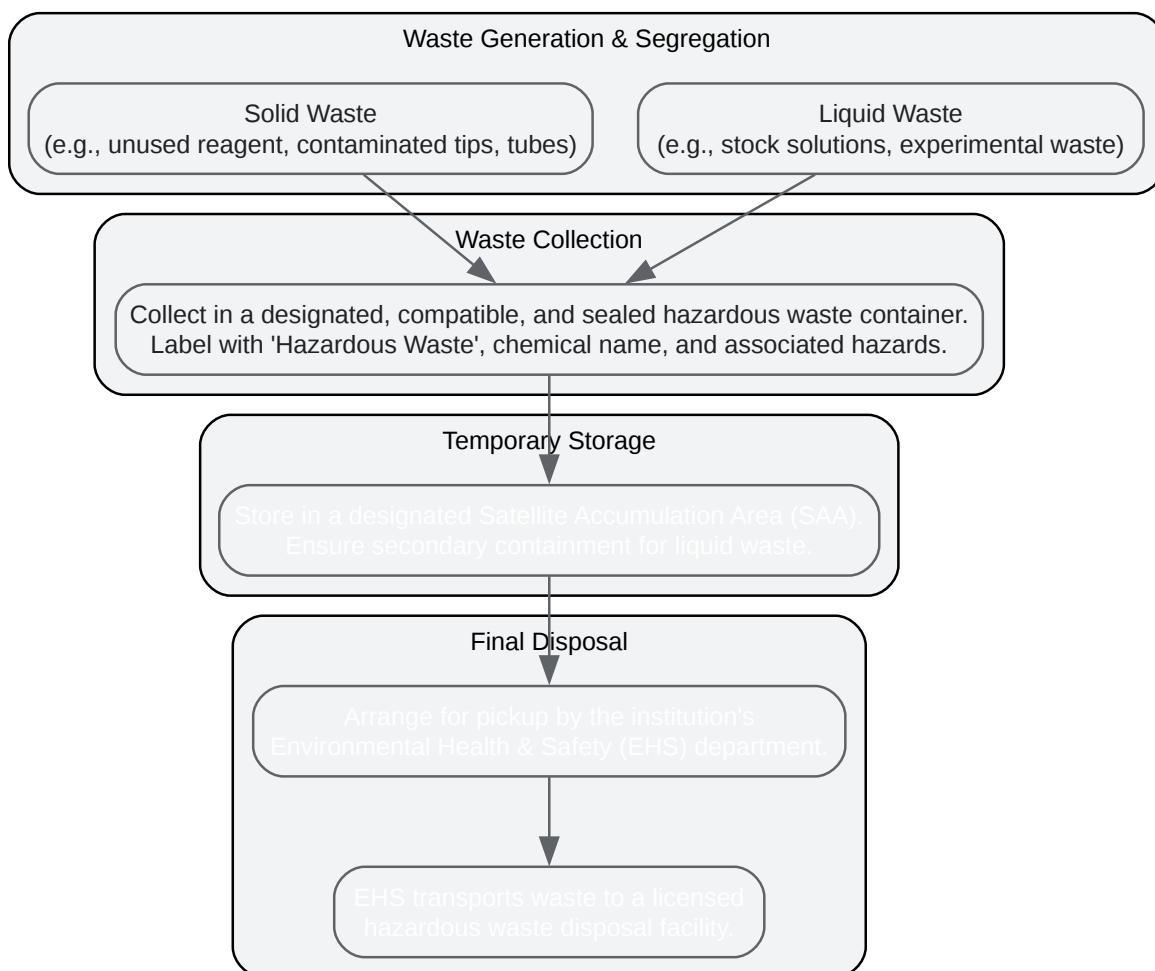 Waste Generation & Segregation
Solid Waste
(e.g., unused reagent, contaminated tips, tubes)
Liquid Waste
(e.g., stock solutions, experimental waste)
Waste Collection
Collect in a designated, compatible, and sealed hazardous waste container.
Label with 'Hazardous Waste', chemical name, and associated hazards.
Temporary Storage
Store in a designated Satellite Accumulation Area (SAA).
Ensure secondary containment for liquid waste.
Final Disposal
Arrange for pickup by the institution's
Environmental Health & Safety (EHS) department.
EHS transports waste to a licensed
hazardous waste disposal facility.